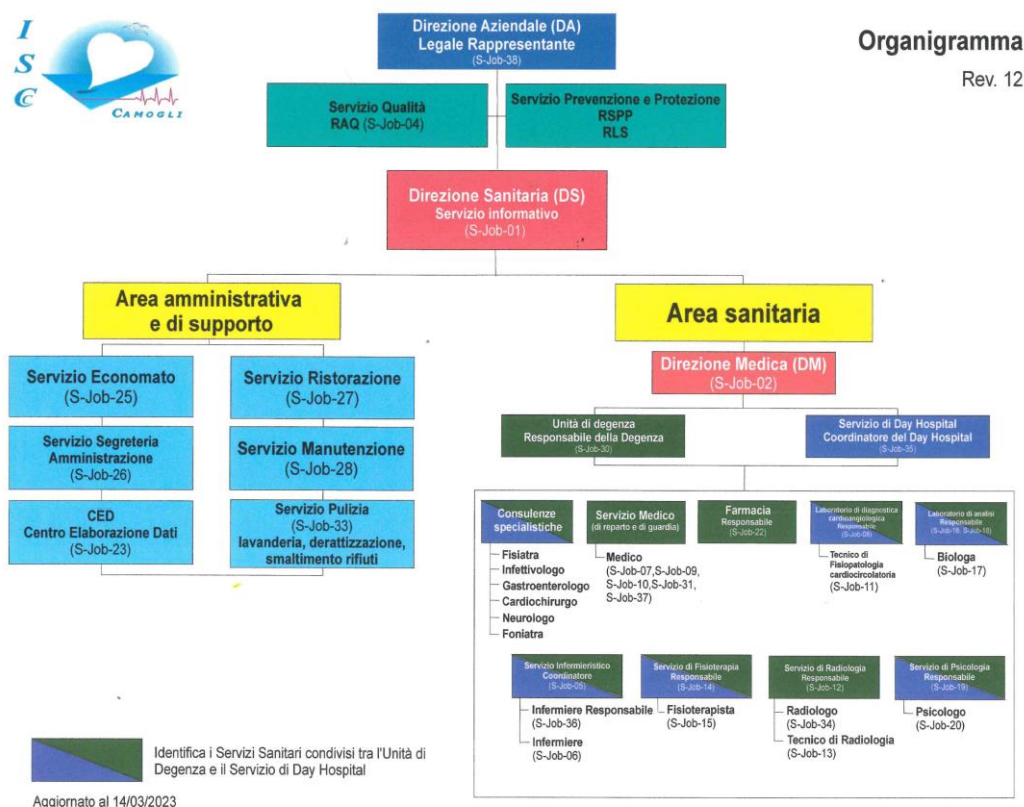 I
S
CC
CAMOGLI
Direzione Aziendale (DA)
Legale Rappresentante
(S-Job-38)
Organigramma
Rev. 12
Servizio Qualità
RAQ (S-Job-04)
Servizio Prevenzione e Protezione
RSPP
RLS
Direzione Sanitaria (DS)
Servizio informativo
(S-Job-01)
Area amministrativa
e di supporto
Area sanitaria
Servizio Economato
(S-Job-25)
Servizio Ristorazione
(S-Job-27)
Direzione Medica (DM)
(S-Job-02)
Servizio Segreteria
Amministrazione
(S-Job-26)
Servizio Manutenzione
(S-Job-28)
Unità di degenza
Responsabile della Degenza
(S-Job-30)
Servizio di Day Hospital
Coordinatore del Day Hospital
(S-Job-35)
CED
Centro Elaborazione Dati
(S-Job-23)
Servizio Pulizia
(S-Job-33)
lavanderia, derattizzazione,
smaltimento rifiuti
Consulenze
specialistiche
Fisiatra
Infettivologo
Gastroenterologo
Cardiochirurgo
Neurologo
Foniatra
Servizio Medico
(di reparto e di guardia)
Medico
(S-Job-07,S-Job-09,
S-Job-10,S-Job-31,
S-Job-37)
Farmacia
Responsabile
(S-Job-22)
Laboratorio di diagnostica
cardioangiologica
Responsabile
(S-Job-08)
Tecnico di
Fisiopatologia
cardiocircolatoria
(S-Job-11)
Laboratorio di analisi
Responsabile
(S-Job-16, S-Job-18)
Biologa
(S-Job-17)
Servizio Infermieristico
Coordinatore
(S-Job-05)
Infermiere Responsabile
(S-Job-36)
Infermiere
(S-Job-06)
Servizio di Fisioterapia
Responsabile
(S-Job-14)
Fisioterapista
(S-Job-15)
Servizio di Radiologia
Responsabile
(S-Job-12)
Radiologo
(S-Job-34)
Tecnico di Radiologia
(S-Job-13)
Servizio di Psicologia
Responsabile
(S-Job-19)
Psicologo
(S-Job-20)
Identifica i Servizi Sanitari condivisi tra l'Unità di
Degenza e il Servizio di Day Hospital
Aggiornato al 14/03/2023